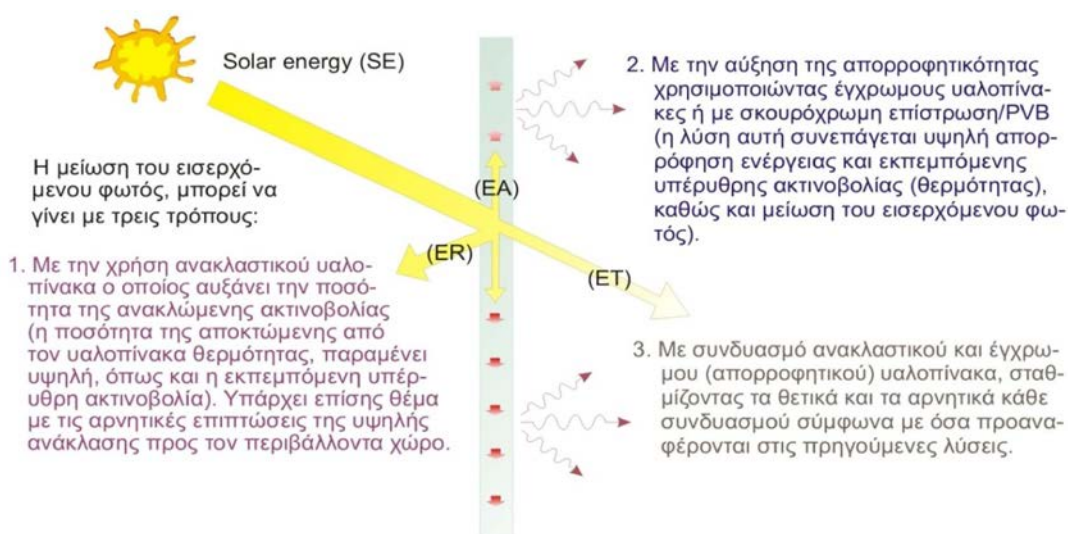 Solar energy (SE)
Η μείωση του εισερχό-
μενου φωτός, μπορεί να
γίνει με τρεις τρόπους:
1. Με την χρήση ανακλαστικού υαλο-
πίνακα ο οποίος αυξάνει την ποσό-
τητα της ανακλώμενης ακτινοβολίας
(η ποσότητα της αποκτώμενης από
τον υαλοπίνακα θερμότητας, παραμένει
υψηλή, όπως και η εκπεμπόμενη υπέρ-
υθρη ακτινοβολία). Υπάρχει επίσης θέμα
με τις αρνητικές επιπτώσεις της υψηλής
ανάκλασης προς τον περιβάλλοντα χώρο.
(EA)
(ER)
(ET)
2. Με την αύξηση της απορροφητικότητας
χρησιμοποιώντας έγχρωμους υαλοπίνα-
κες ή με σκουρόχρωμη επίστρωση/PVB
(η λύση αυτή συνεπάγεται υψηλή απορ-
ρόφηση ενέργειας και εκπεμπόμενης
υπέρυθρης ακτινοβολίας (θερμότητας),
καθώς και μείωση του εισερχόμενου φω-
τός).
3. Με συνδυασμό ανακλαστικού και έγχρω-
μου (απορροφητικού) υαλοπίνακα, σταθ-
μίζοντας τα θετικά και τα αρνητικά κάθε
συνδυασμού σύμφωνα με όσα προανα-
φέρονται στις πρηγούμενες λύσεις.